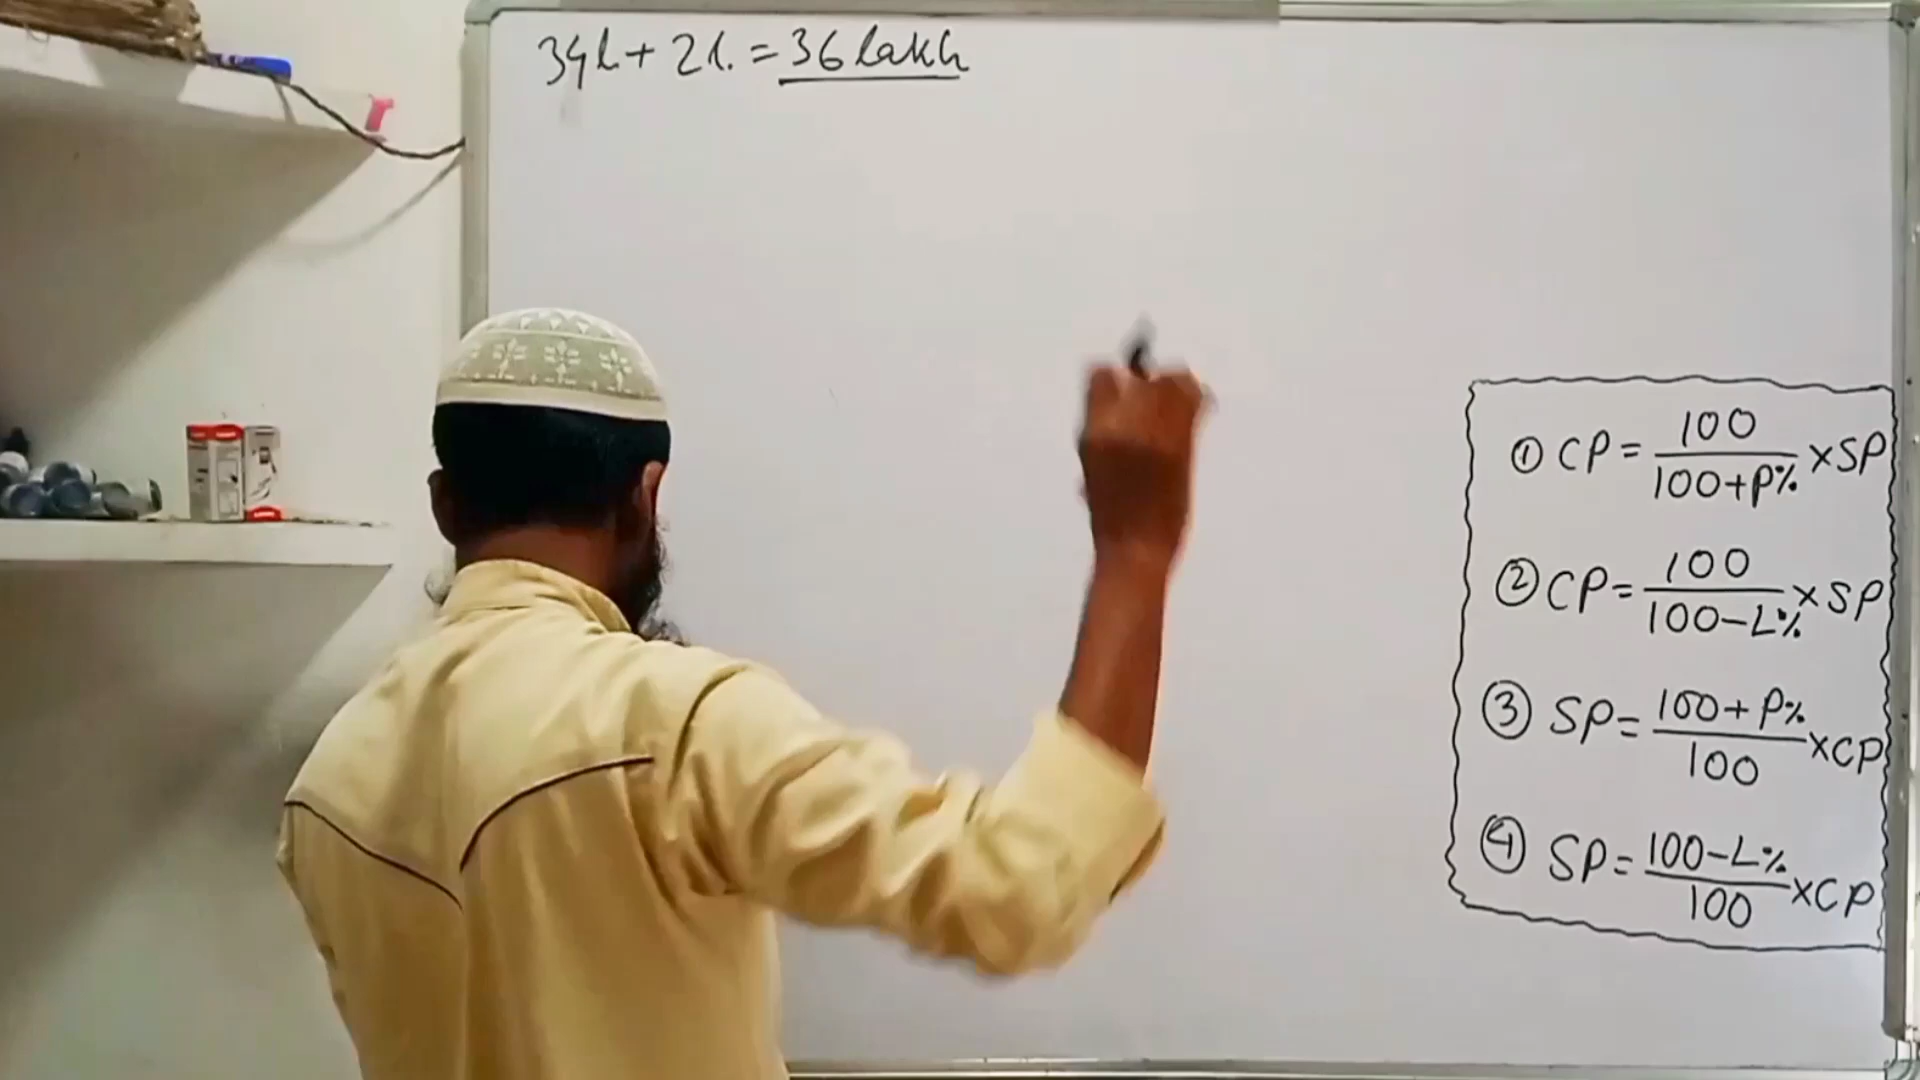 34L + 2L. = 36 lakh
① CP = 100 / 100+P% × SP
② CP = 100 / 100-L% × SP
③ SP = 100+P% / 100 × CP
④ SP = 100-L% / 100 × CP